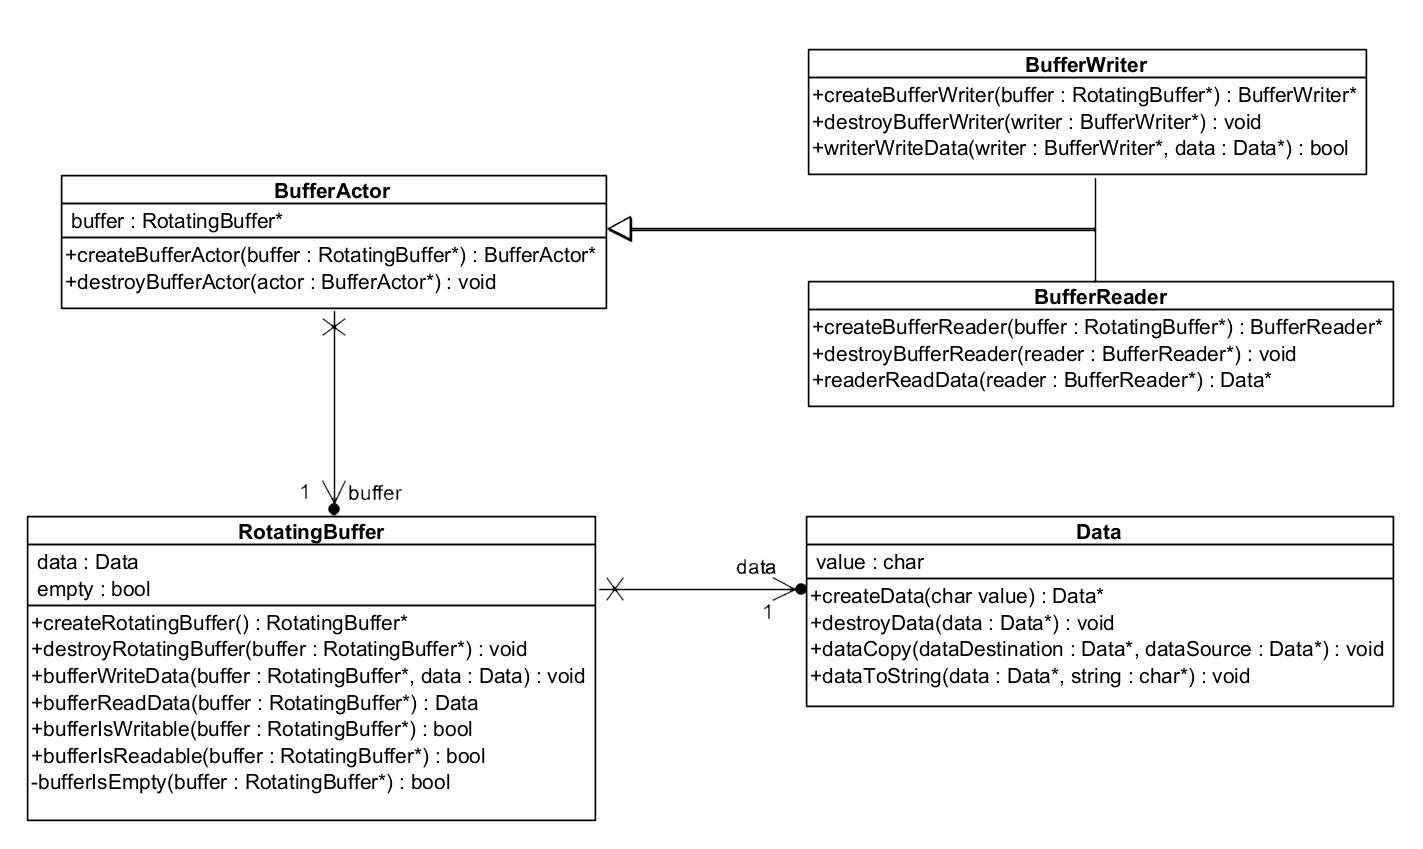 BufferWriter
+createBufferWriter(buffer : RotatingBuffer*) : BufferWriter*
+destroyBufferWriter(writer : BufferWriter*) : void
+writerWriteData(writer : BufferWriter*, data : Data*) : bool
BufferActor
buffer : RotatingBuffer*
+createBufferActor(buffer : RotatingBuffer*) : BufferActor*
+destroyBufferActor(actor : BufferActor*) : void
BufferReader
+createBufferReader(buffer : RotatingBuffer*) : BufferReader*
+destroyBufferReader(reader : BufferReader*) : void
+readerReadData(reader : BufferReader*) : Data*
1 buffer
RotatingBuffer
data : Data
empty : bool
+createRotatingBuffer() : RotatingBuffer*
+destroyRotatingBuffer(buffer : RotatingBuffer*) : void
+bufferWriteData(buffer : RotatingBuffer*, data : Data) : void
+bufferReadData(buffer : RotatingBuffer*) : Data
+bufferIsWritable(buffer : RotatingBuffer*) : bool
+bufferIsReadable(buffer : RotatingBuffer*) : bool
-bufferIsEmpty(buffer : RotatingBuffer*) : bool
data
1
Data
value : char
+createData(char value) : Data*
+destroyData(data : Data*) : void
+dataCopy(dataDestination : Data*, dataSource : Data*) : void
+dataToString(data : Data*, string : char*) : void